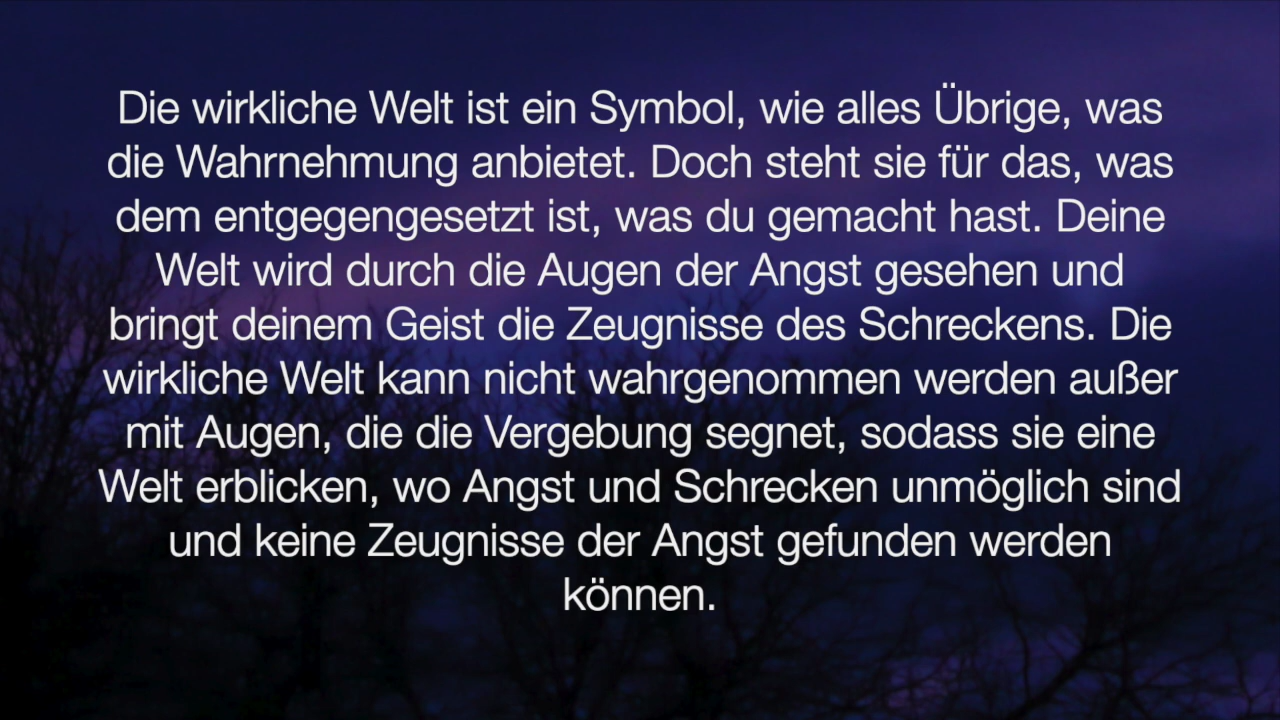 Die wirkliche Welt ist ein Symbol, wie alles Übrige, was
die Wahrnehmung anbietet. Doch steht sie für das, was
dem entgegengesetzt ist, was du gemacht hast. Deine
Welt wird durch die Augen der Angst gesehen und
bringt deinem Geist die Zeugnisse des Schreckens. Die
wirkliche Welt kann nicht wahrgenommen werden außer
mit Augen, die die Vergebung segnet, sodass sie eine
Welt erblicken, wo Angst und Schrecken unmöglich sind
und keine Zeugnisse der Angst gefunden werden
können.